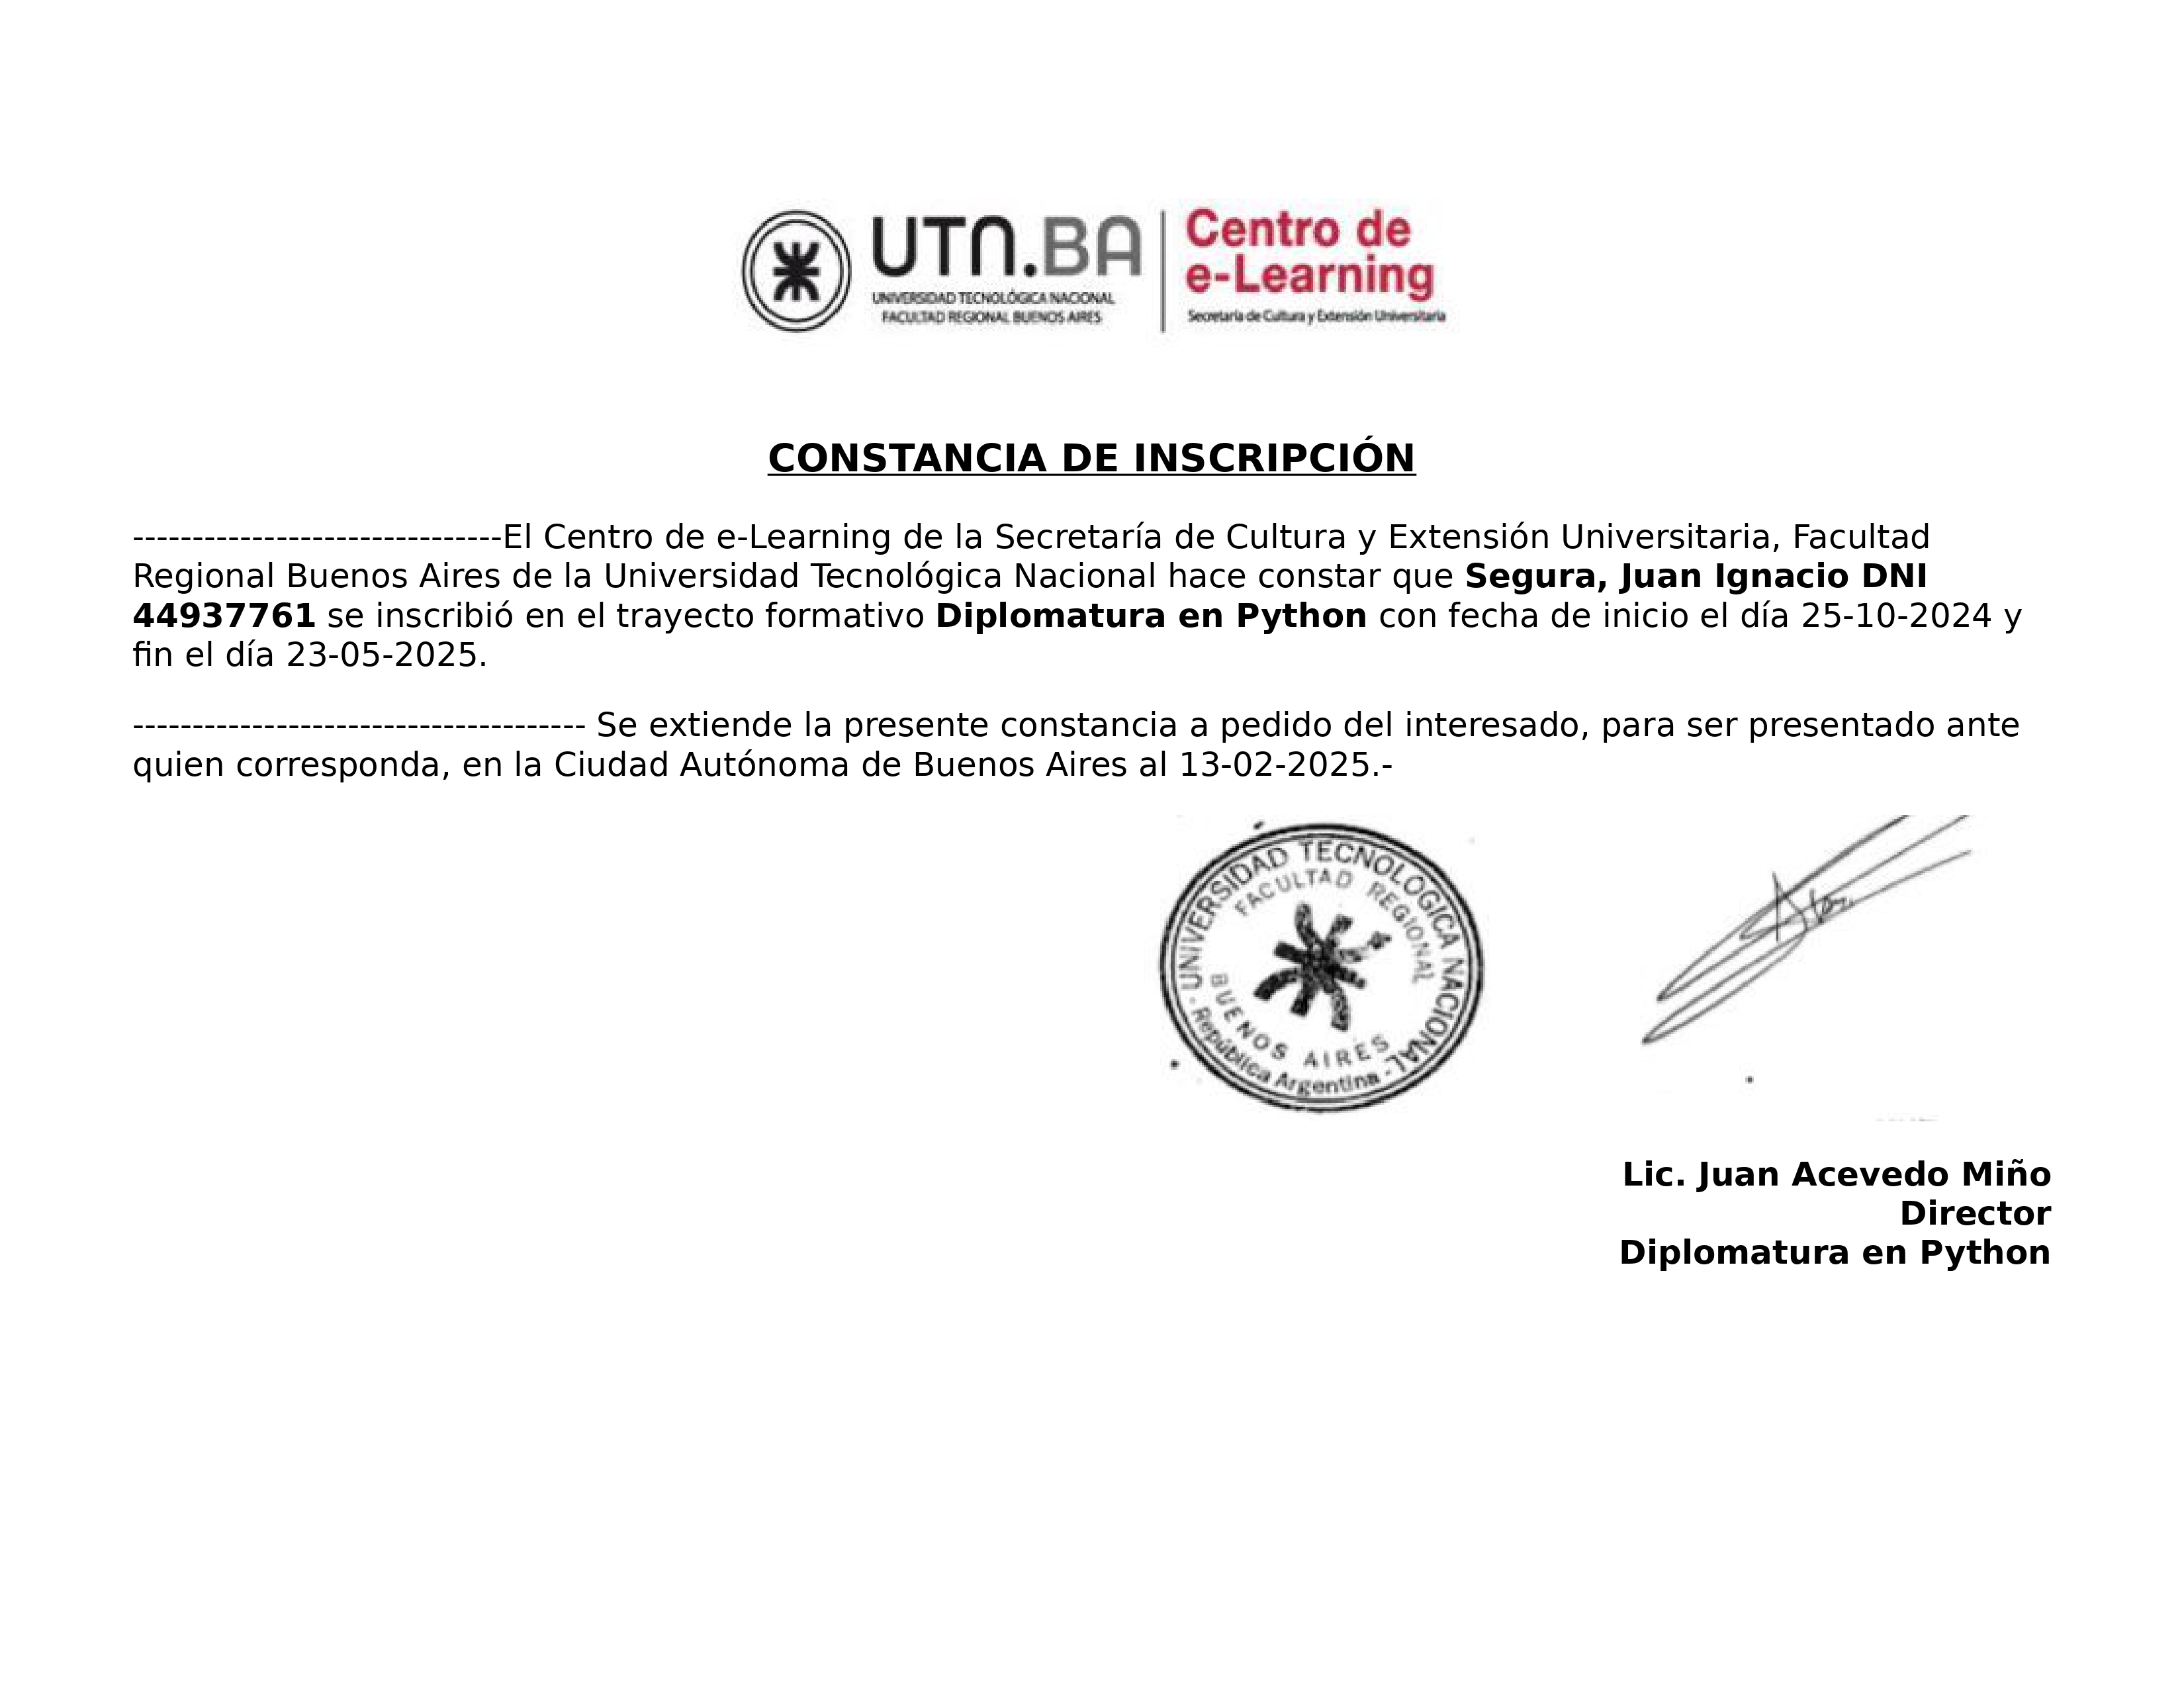 UTN.BA
UNIVERSIDAD TECNOLÓGICA NACIONAL
FACULTAD REGIONAL BUENOS AIRES
Centro de
e-Learning
Secretaría de Cultura y Extensión Universitaria
CONSTANCIA DE INSCRIPCIÓN
-------------------------------El Centro de e-Learning de la Secretaría de Cultura y Extensión Universitaria, Facultad
Regional Buenos Aires de la Universidad Tecnológica Nacional hace constar que Segura, Juan Ignacio DNI
44937761 se inscribió en el trayecto formativo Diplomatura en Python con fecha de inicio el día 25-10-2024 y
fin el día 23-05-2025.
-------------------------------------- Se extiende la presente constancia a pedido del interesado, para ser presentado ante
quien corresponda, en la Ciudad Autónoma de Buenos Aires al 13-02-2025.-
UNIVERSIDAD TECNOLÓGICA NACIONAL
FACULTAD REGIONAL
BUENOS AIRES
- República Argentina -
Lic. Juan Acevedo Miño
Director
Diplomatura en Python